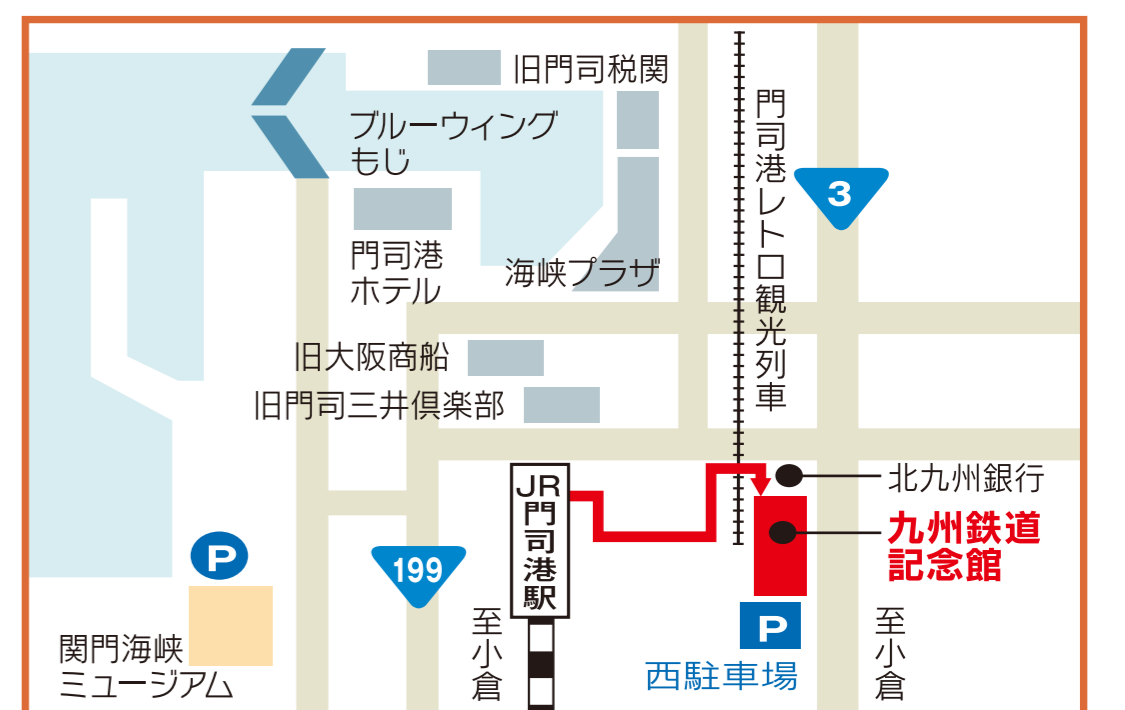 旧門司税関
ブルーウィング
もじ
門司港レトロ観光列車
3
門司港
ホテル
海峡プラザ
旧大阪商船
旧門司三井倶楽部
JR門司港駅
北九州銀行
九州鉄道
記念館
P
199
P
西駐車場
関門海峡
ミュージアム
至小倉
至小倉